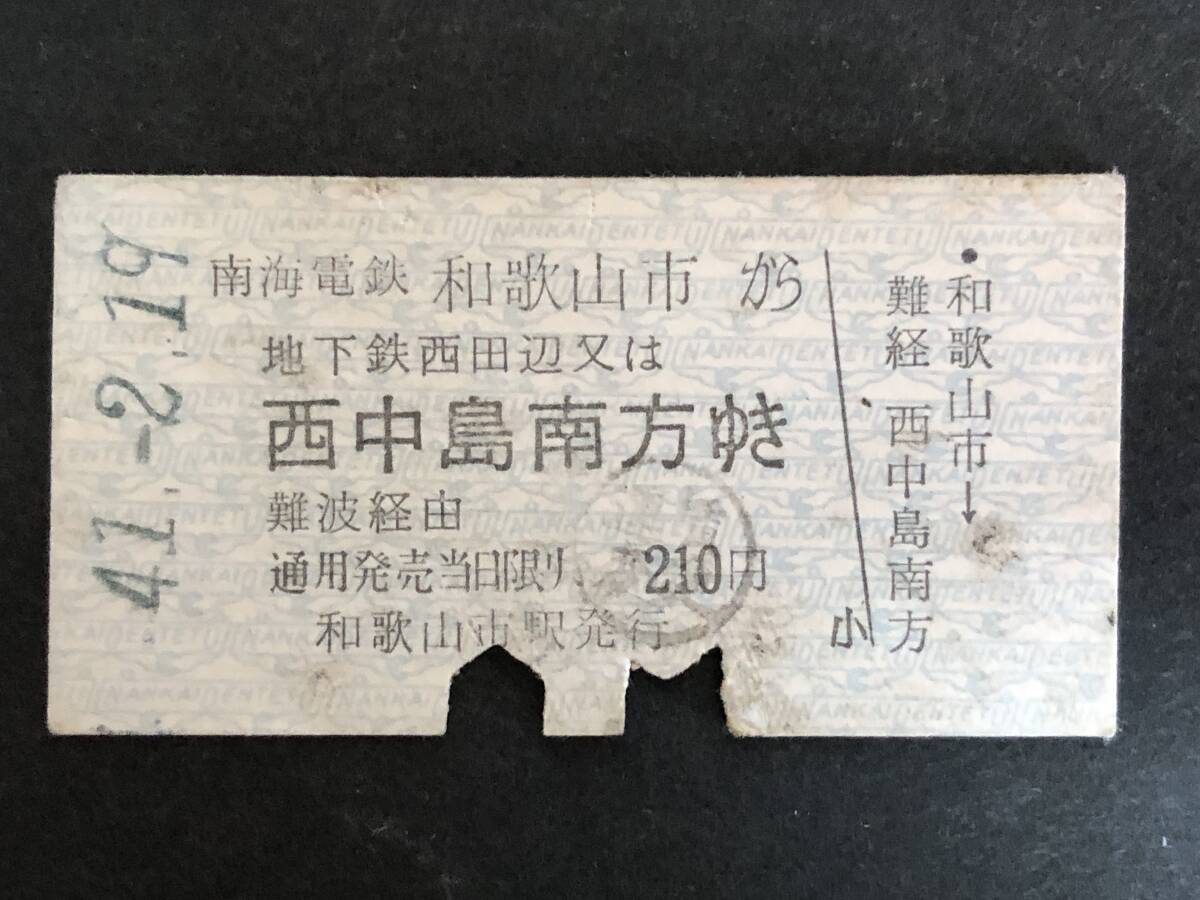 41.-2.19
南海電鉄 和歌山市 から
地下鉄西田辺又は
西中島南方ゆき
難波経由
通用発売当日限り 210円
和歌山市駅発行
小
・和歌山市→
難経 西中島南方